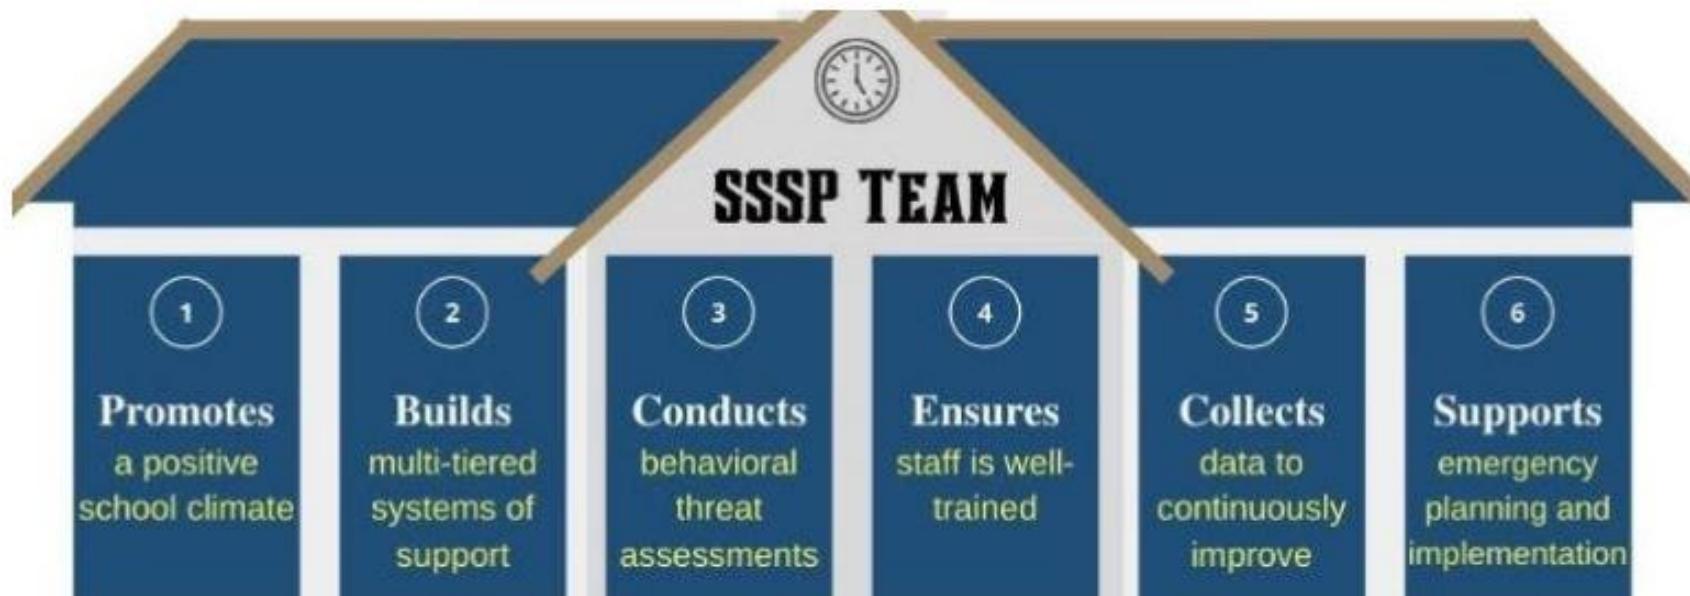 SSSP TEAM
1
Promotes
a positive
school climate
2
Builds
multi-tiered
systems of
support
3
Conducts
behavioral
threat
assessments
4
Ensures
staff is well-
trained
5
Collects
data to
continuously
improve
6
Supports
emergency
planning and
implementation